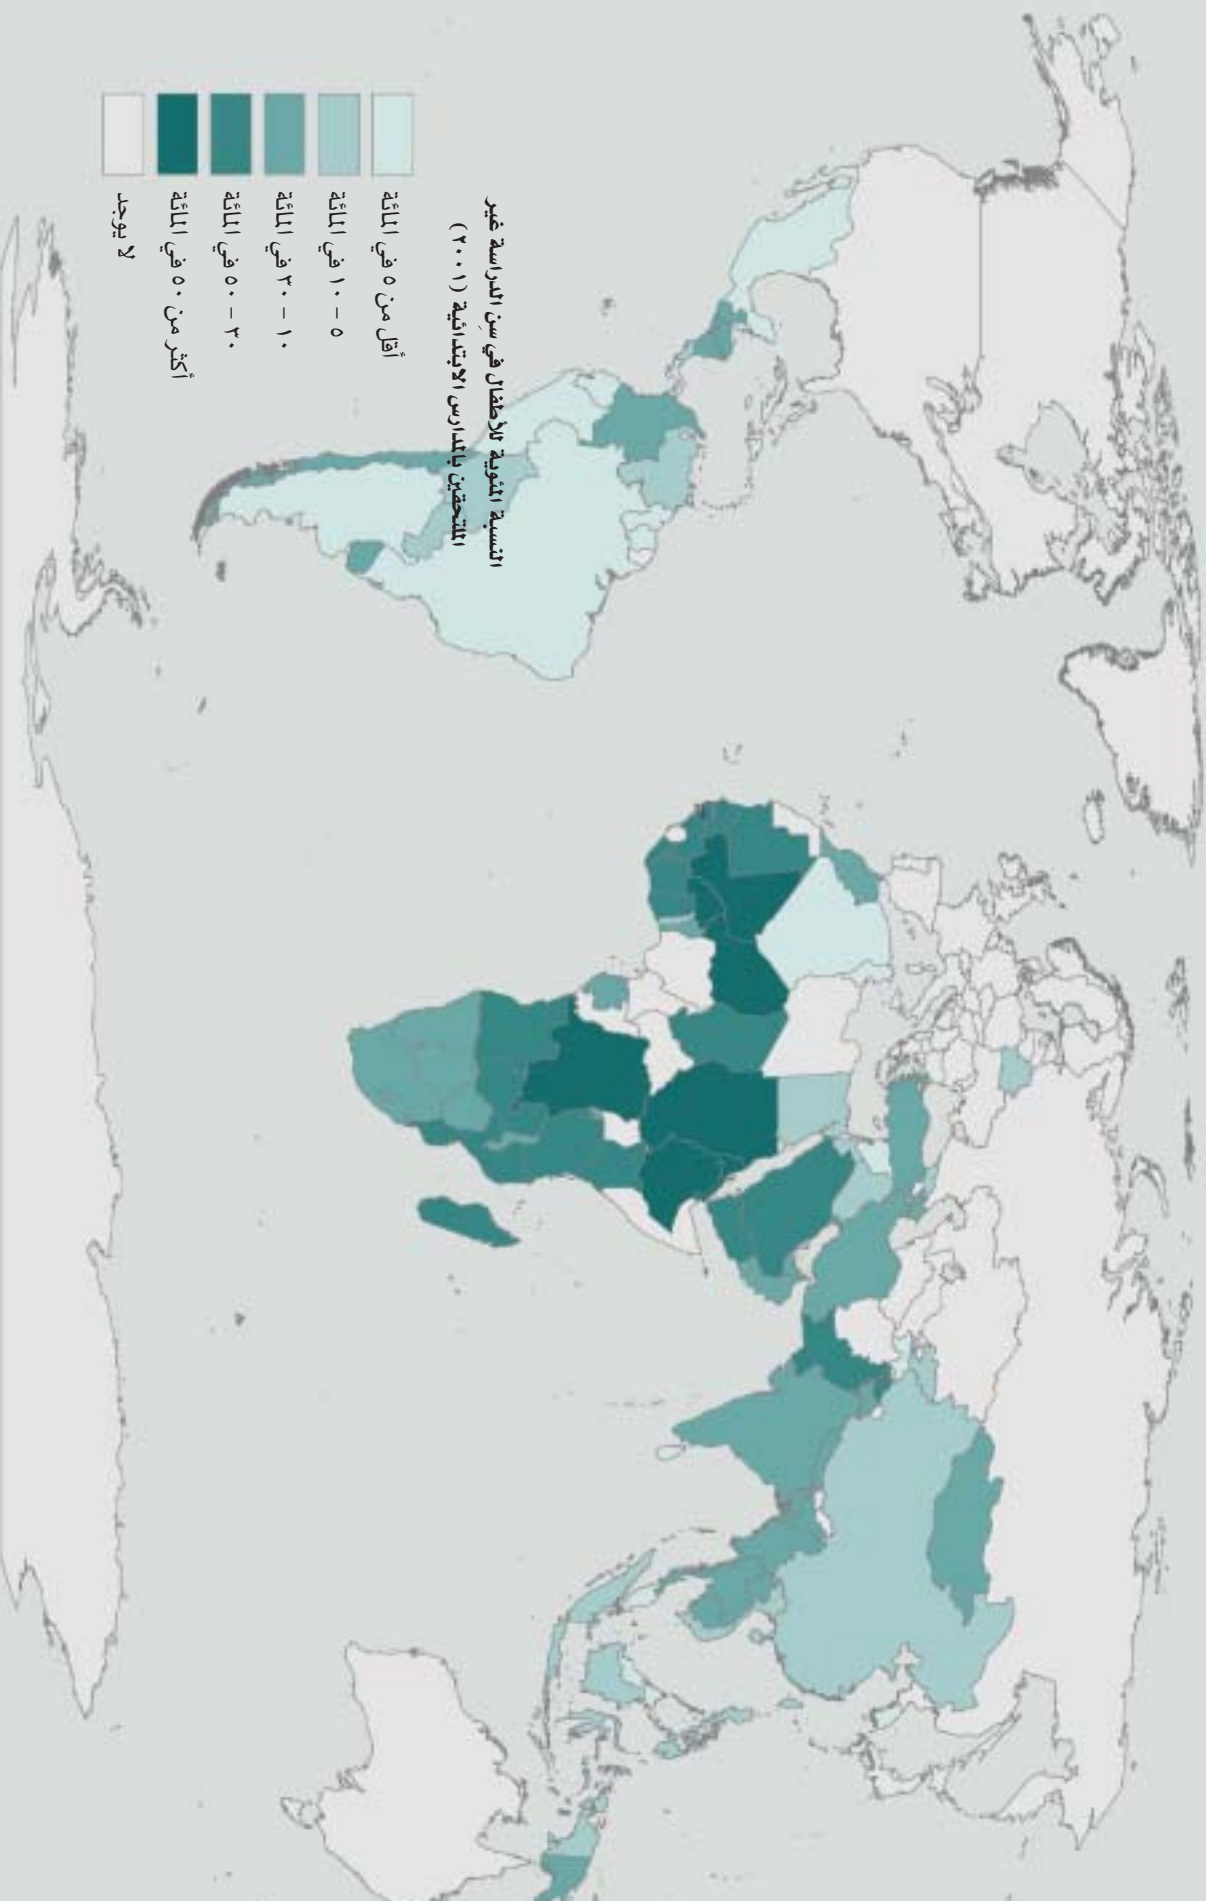 النسبة المئوية للأطفال في سن الدراسة غير
الملتحقين بالمدارس الابتدائية (٢٠٠١)
أقل من ٥ في المائة
٥ – ١٠ في المائة
١٠ – ٣٠ في المائة
٣٠ – ٥٠ في المائة
أكثر من ٥٠ في المائة
لا يوجد